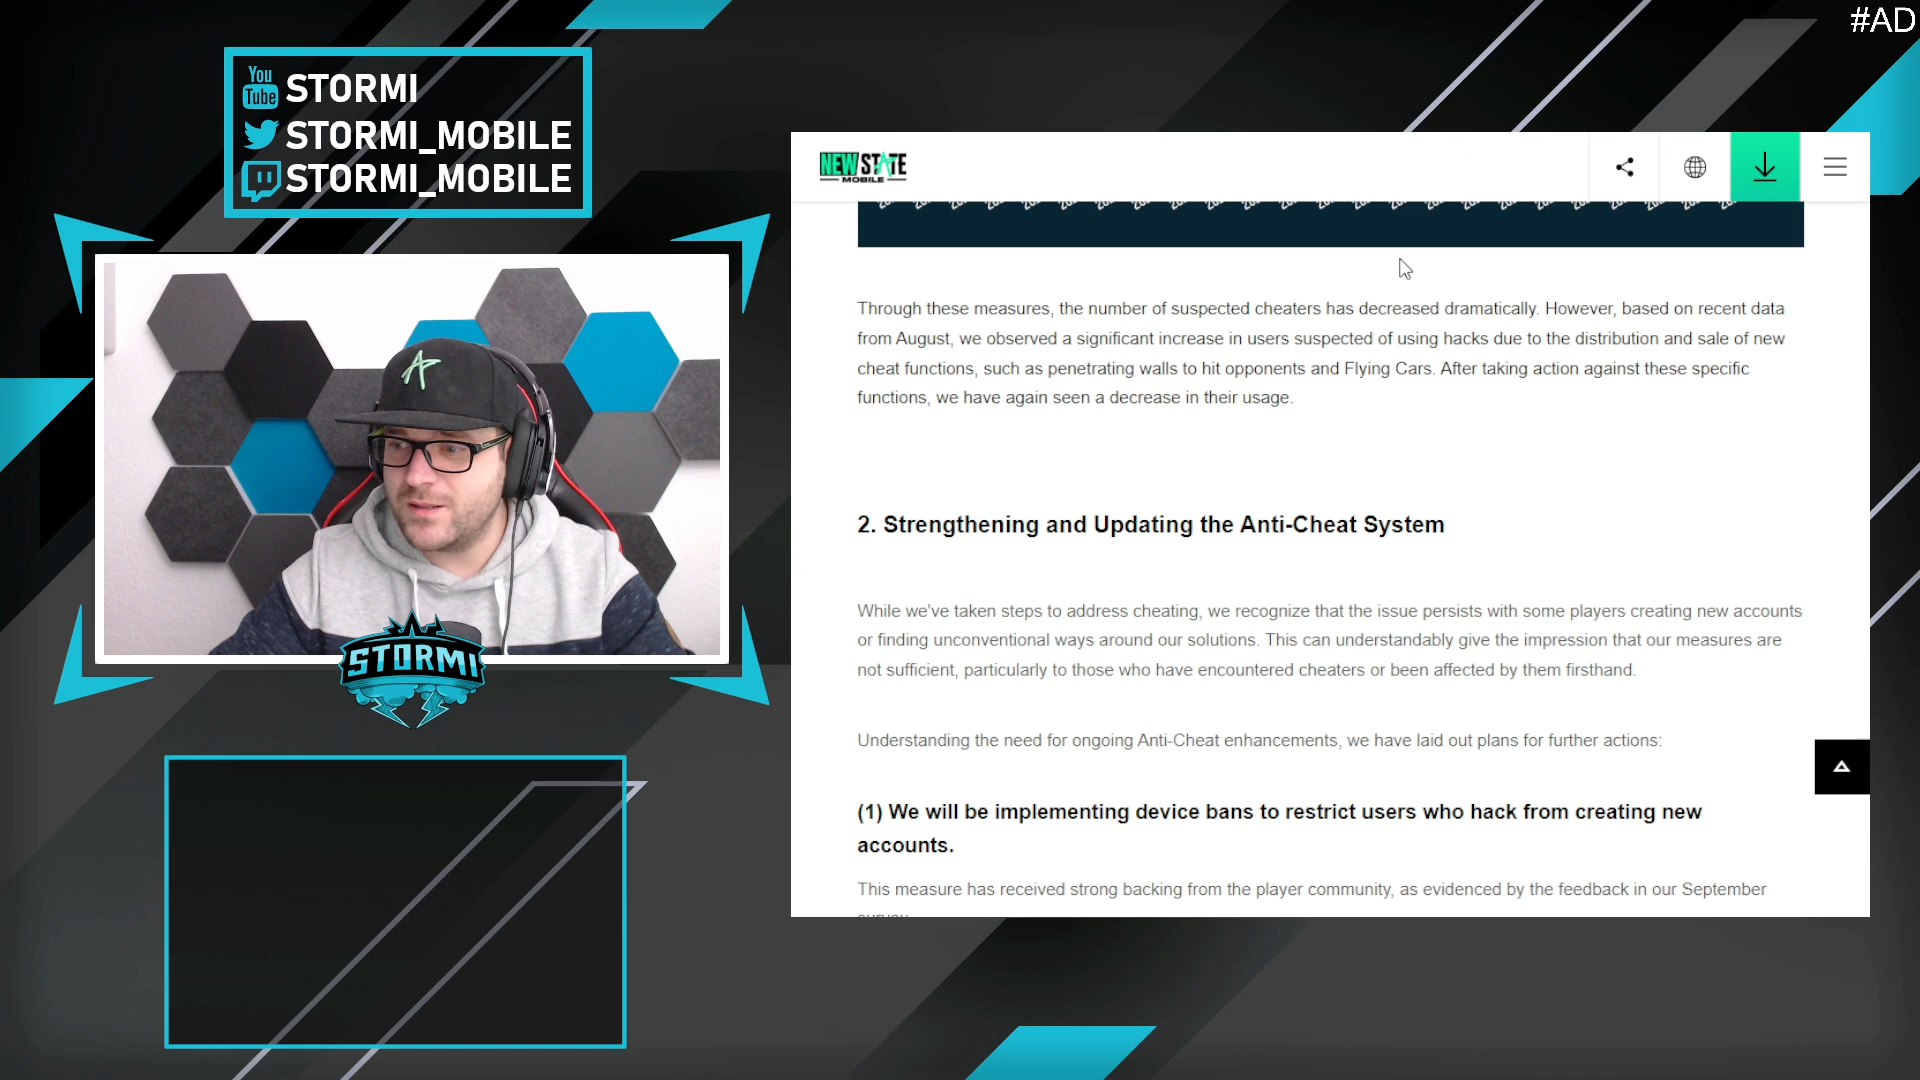 #AD
You
Tube
STORMI
STORMI_MOBILE
STORMI_MOBILE
STORMI
NEW STATE
MOBILE
Through these measures, the number of suspected cheaters has decreased dramatically. However, based on recent data
from August, we observed a significant increase in users suspected of using hacks due to the distribution and sale of new
cheat functions, such as penetrating walls to hit opponents and Flying Cars. After taking action against these specific
functions, we have again seen a decrease in their usage.
2. Strengthening and Updating the Anti-Cheat System
While we've taken steps to address cheating, we recognize that the issue persists with some players creating new accounts
or finding unconventional ways around our solutions. This can understandably give the impression that our measures are
not sufficient, particularly to those who have encountered cheaters or been affected by them firsthand.
Understanding the need for ongoing Anti-Cheat enhancements, we have laid out plans for further actions:
(1) We will be implementing device bans to restrict users who hack from creating new
accounts.
This measure has received strong backing from the player community, as evidenced by the feedback in our September